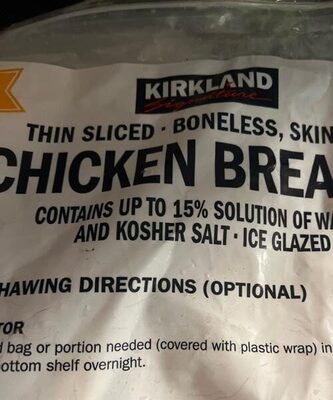 KIRKLAND
Signature
THIN SLICED · BONELESS, SKIN
CHICKEN BREA
CONTAINS UP TO 15% SOLUTION OF WA
AND KOSHER SALT · ICE GLAZED
HAWING DIRECTIONS (OPTIONAL)
TOR
d bag or portion needed (covered with plastic wrap) in
ottom shelf overnight.